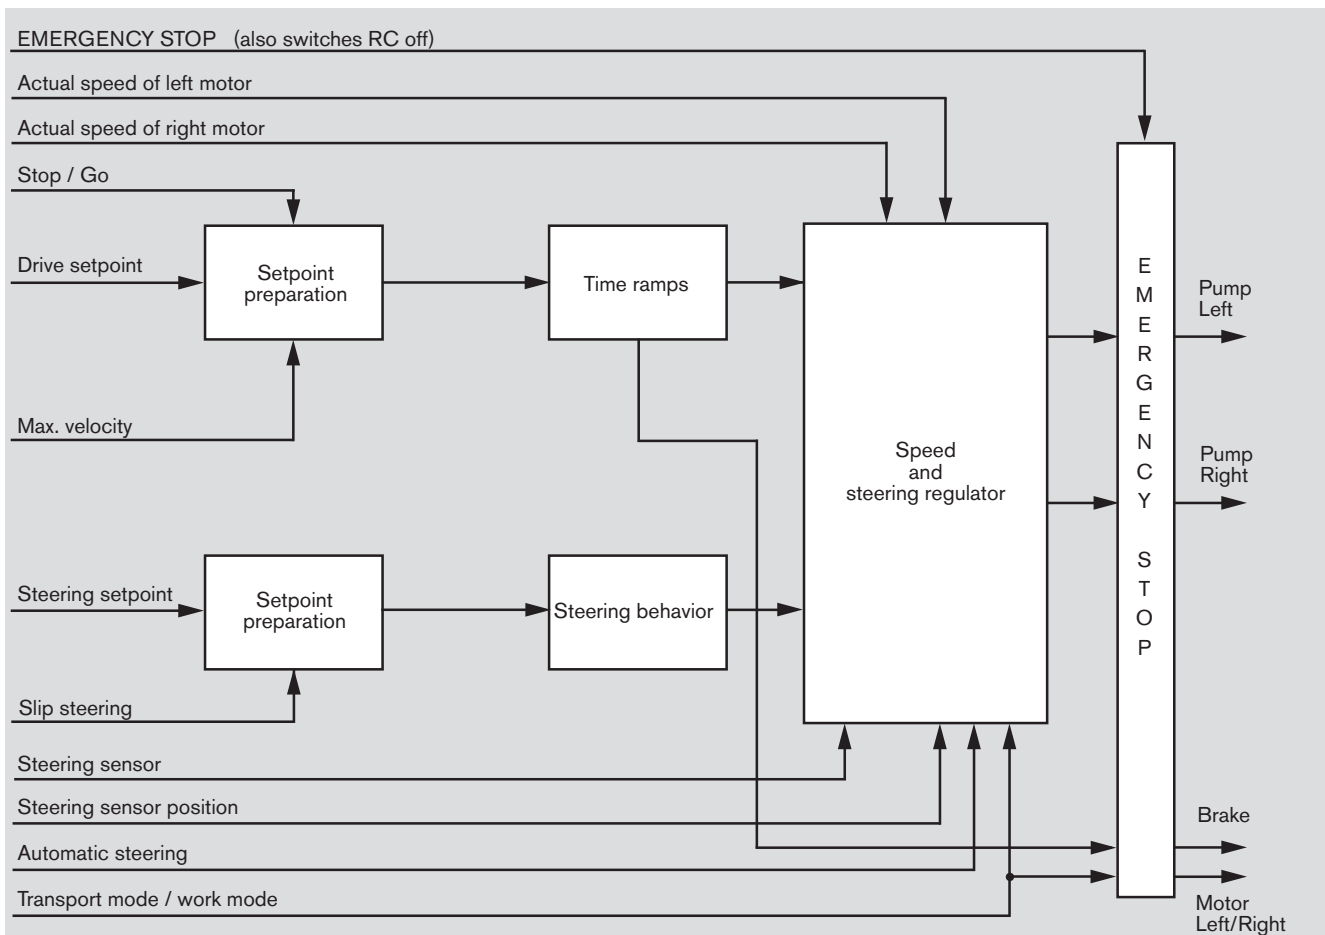 EMERGENCY STOP (also switches RC off)
Actual speed of left motor
Actual speed of right motor
Stop / Go
Drive setpoint
Setpoint
preparation
Time ramps
Max. velocity
Speed
and
steering regulator
E
M
E
R
G
E
N
C
Y
S
T
O
P
Pump
Left
Pump
Right
Steering setpoint
Setpoint
preparation
Steering behavior
Slip steering
Steering sensor
Steering sensor position
Automatic steering
Transport mode / work mode
Brake
Motor
Left/Right